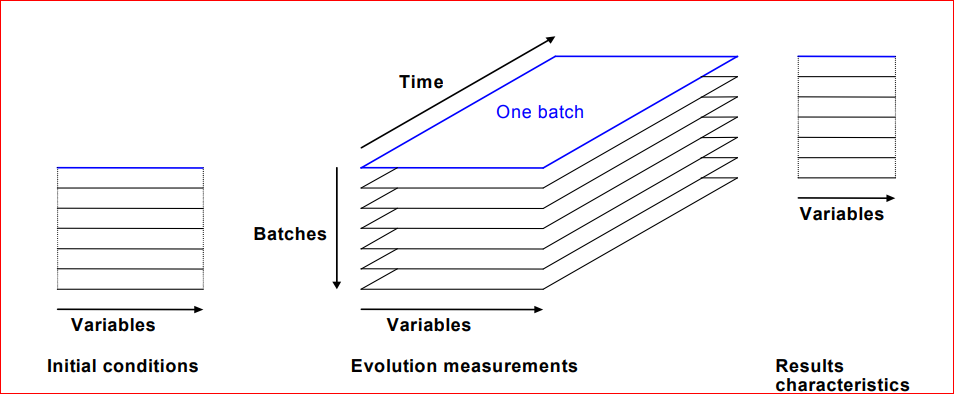 Time
One batch
Batches
Variables
Variables
Variables
Initial conditions
Evolution measurements
Results
characteristics